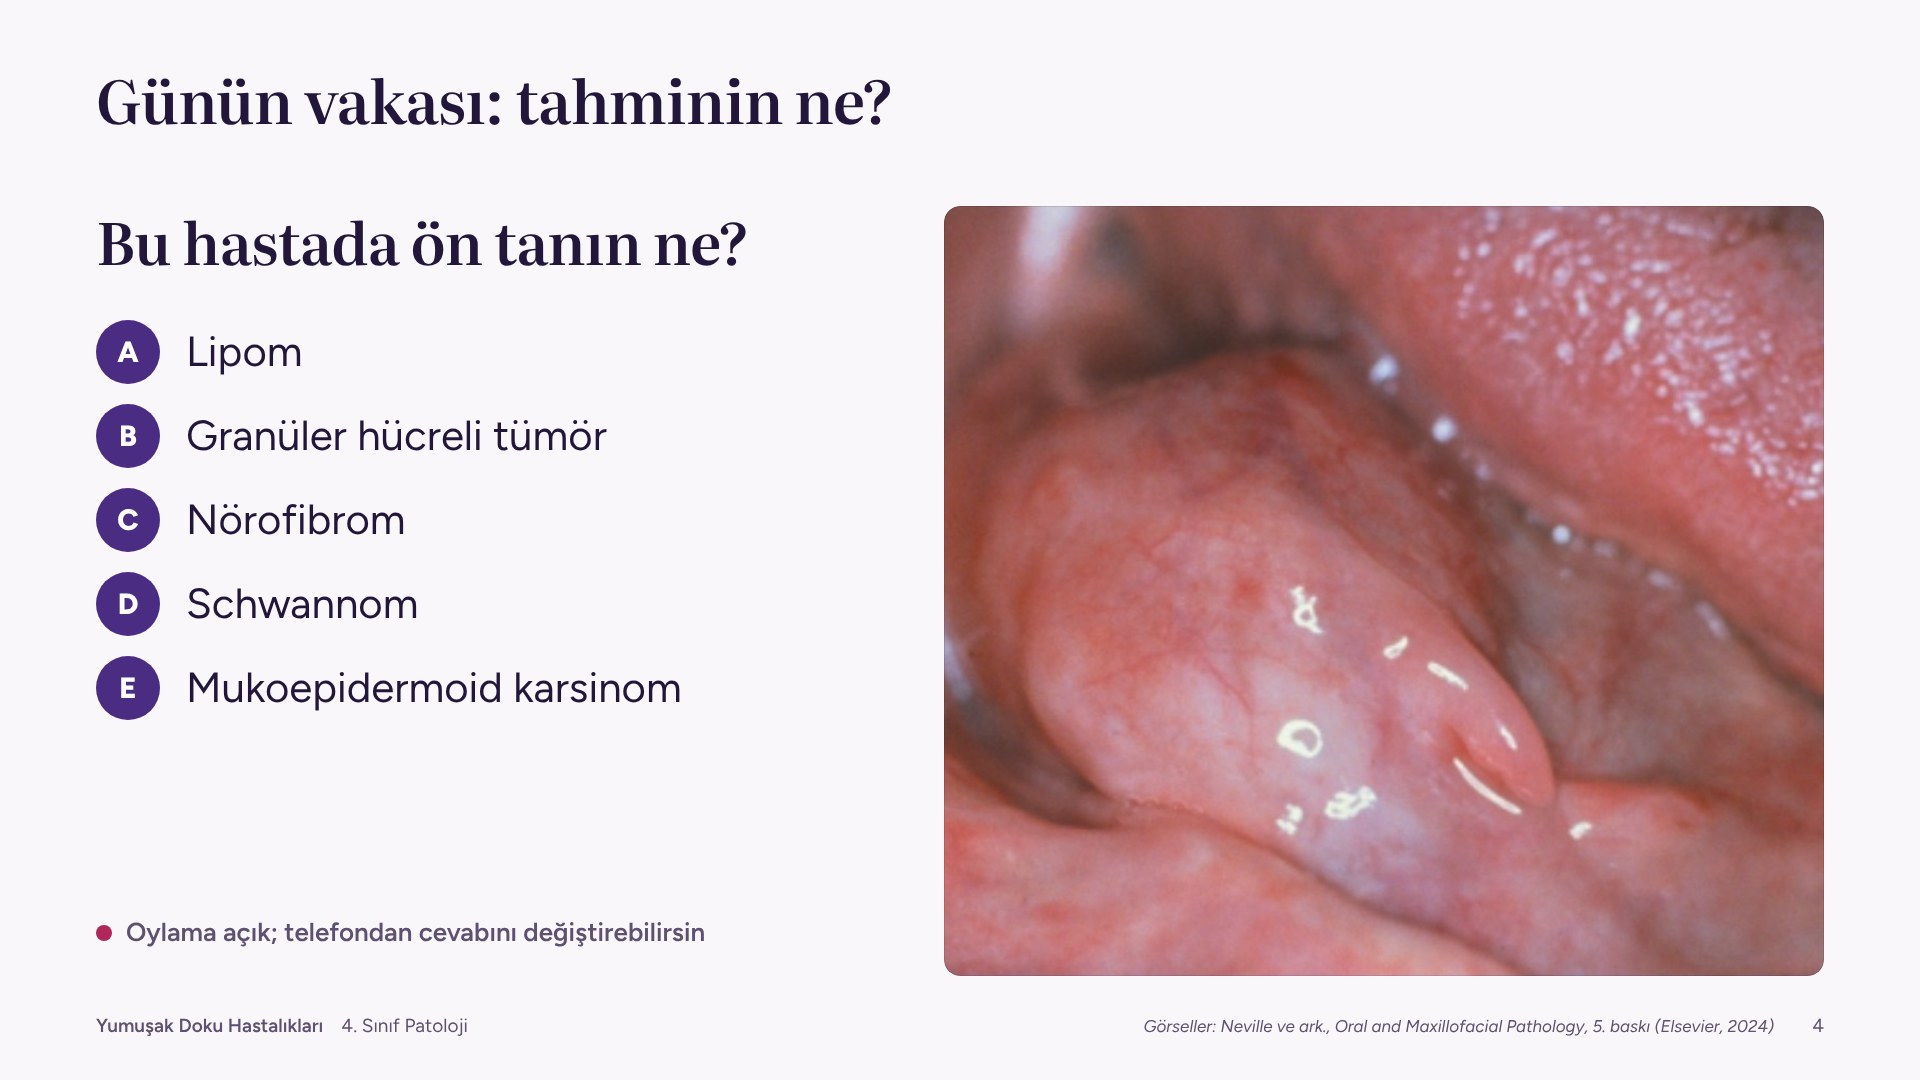 Günün vakası: tahminin ne?
Bu hastada ön tanın ne?
A Lipom
B Granüler hücreli tümör
C Nörofibrom
D Schwannom
E Mukoepidermoid karsinom
Oylama açık; telefondan cevabını değiştirebilirsin
Yumuşak Doku Hastalıkları 4. Sınıf Patoloji
Görseller: Neville ve ark., Oral and Maxillofacial Pathology, 5. baskı (Elsevier, 2024) 4